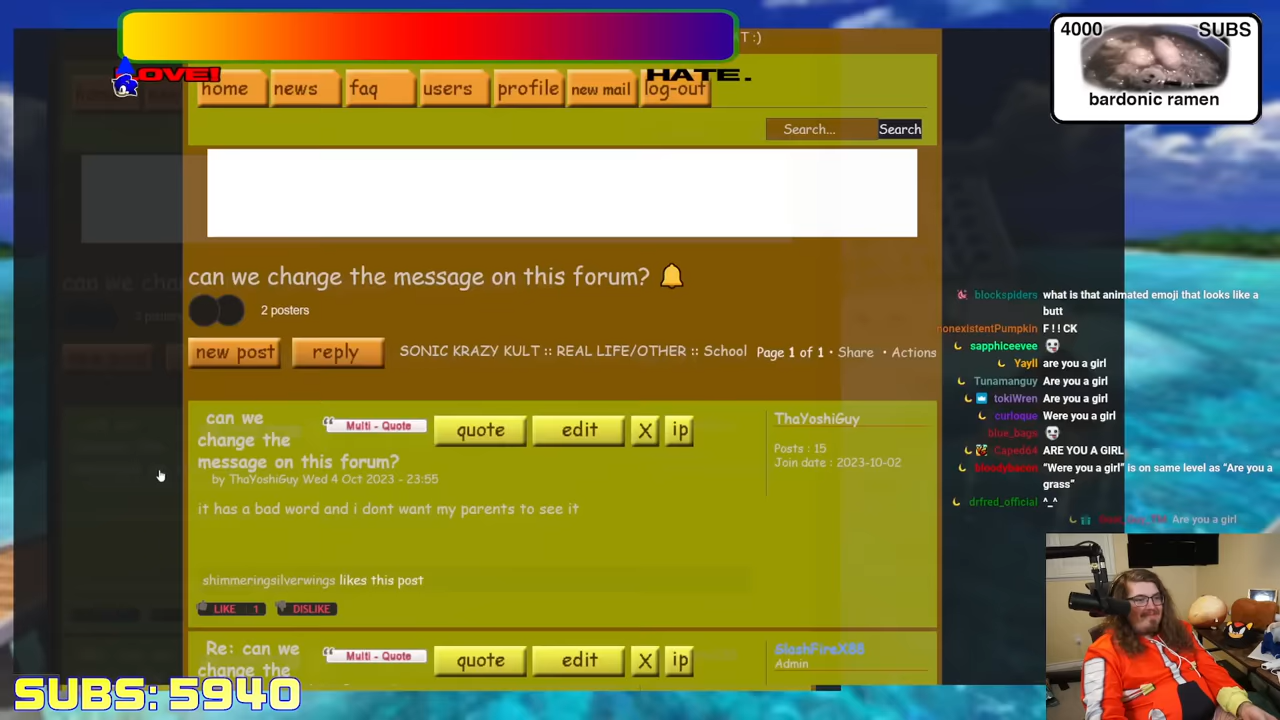 T :)
LOVE!
HATE.
home
news
faq
users
profile
new mail
log-out
Search...
Search
can we change the message on this forum?
2 posters
new post
reply
SONIC KRAZY KULT :: REAL LIFE/OTHER :: School
Page 1 of 1 • Share • Actions
can we
change the
message on this forum?
by ThaYoshiGuy Wed 4 Oct 2023 - 23:55
Multi - Quote
quote
edit
X
ip
ThaYoshiGuy
Posts : 15
Join date : 2023-10-02
it has a bad word and i dont want my parents to see it
shimmeringsilverwings likes this post
LIKE 1
DISLIKE
Re: can we
change the
Multi - Quote
quote
edit
X
ip
SlashFireX88
Admin
SUBS: 5940
4000 SUBS
bardonic ramen
blockspiders what is that animated emoji that looks like a
butt
nonexistentPumpkin F ! ! CK
sapphiceevee
Yayll are you a girl
Tunamanguy Are you a girl
tokiWren Are you a girl
curloque Were you a girl
blue_bags
Caped64 ARE YOU A GIRL
bloodybacon “Were you a girl” is on same level as “Are you a
grass”
drfred_official ^_^
Are you a girl